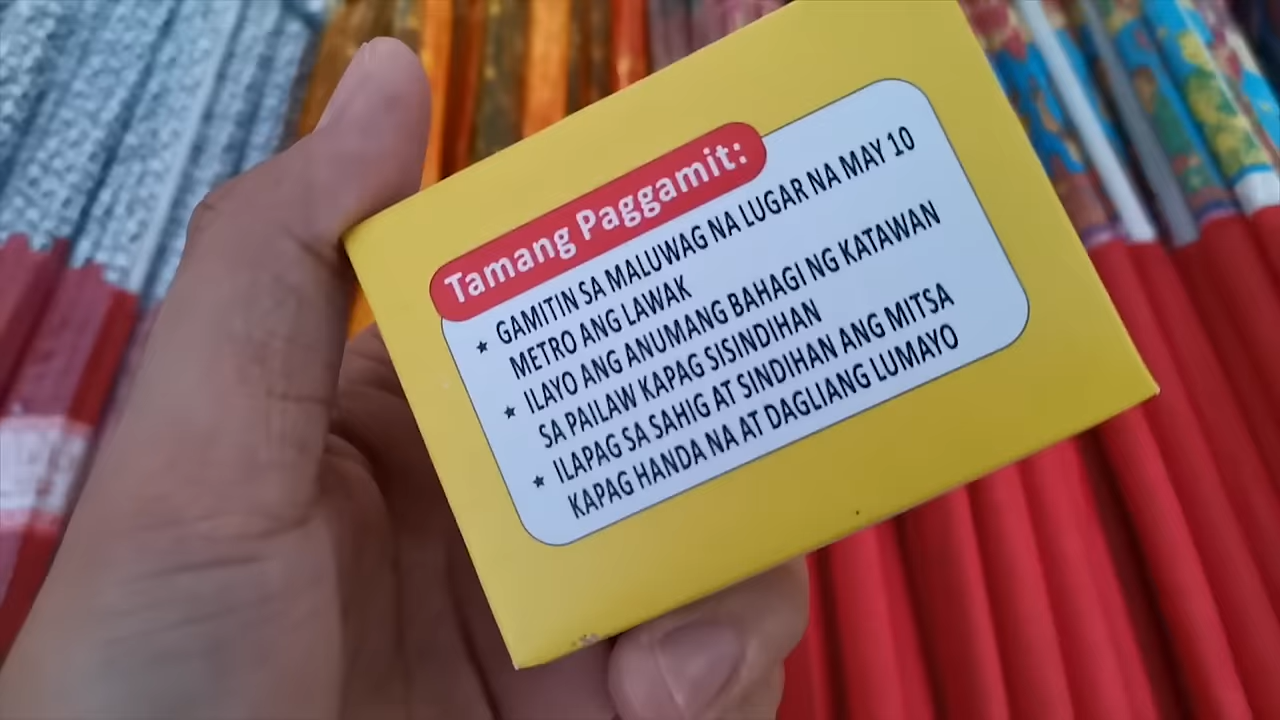 Tamang Paggamit:
★ GAMITIN SA MALUWAG NA LUGAR NA MAY 10
METRO ANG LAWAK
★ ILAYO ANG ANUMANG BAHAGI NG KATAWAN
SA PAILAW KAPAG SISINDIHAN
★ ILAPAG SA SAHIG AT SINDIHAN ANG MITSA
KAPAG HANDA NA AT DAGLIANG LUMAYO